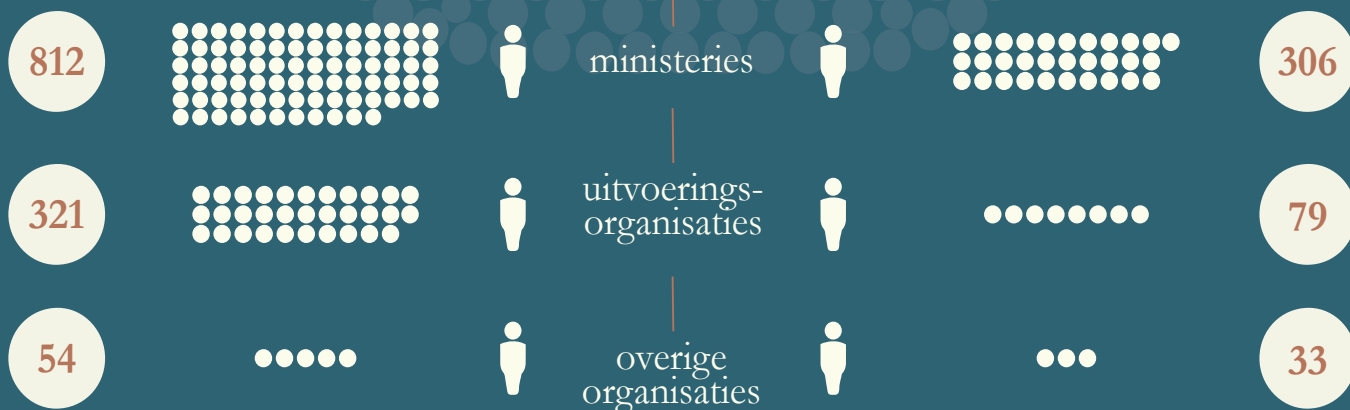 812
ministeries
306
321
uitvoerings-
organisaties
79
54
overige
organisaties
33